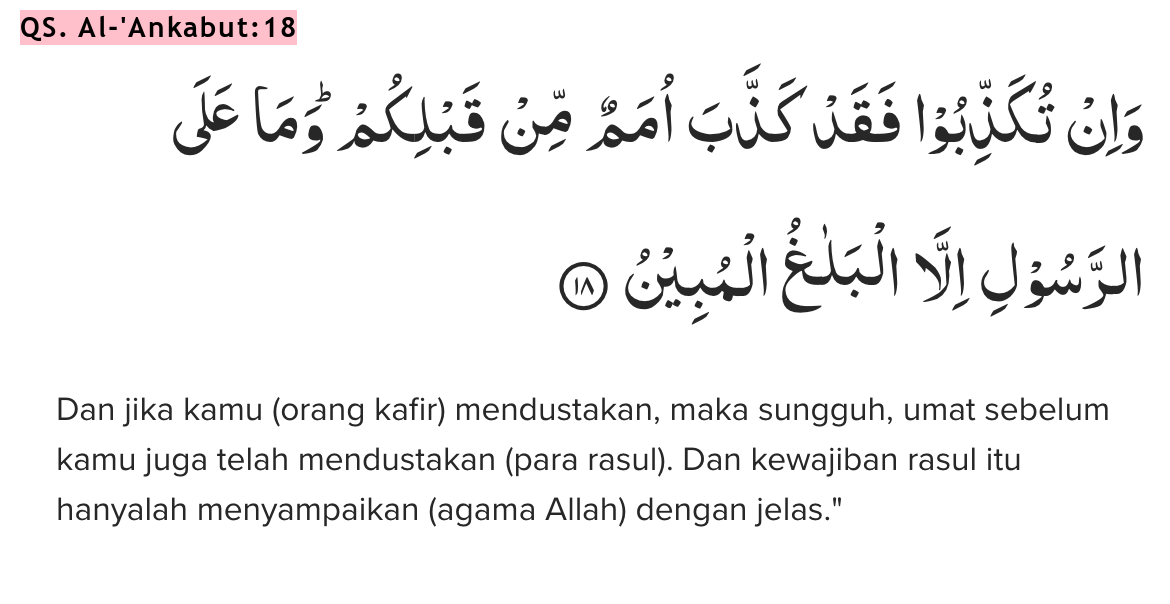 QS. Al-'Ankabut:18
وَاِنْ تُكَذِّبُوْا فَقَدْ كَذَّبَ اُمَمٌ مِّنْ قَبْلِكُمْ ۗوَمَا عَلَى
الرَّسُوْلِ اِلَّا الْبَلٰغُ الْمُبِيْنُ ١٨
Dan jika kamu (orang kafir) mendustakan, maka sungguh, umat sebelum
kamu juga telah mendustakan (para rasul). Dan kewajiban rasul itu
hanyalah menyampaikan (agama Allah) dengan jelas."